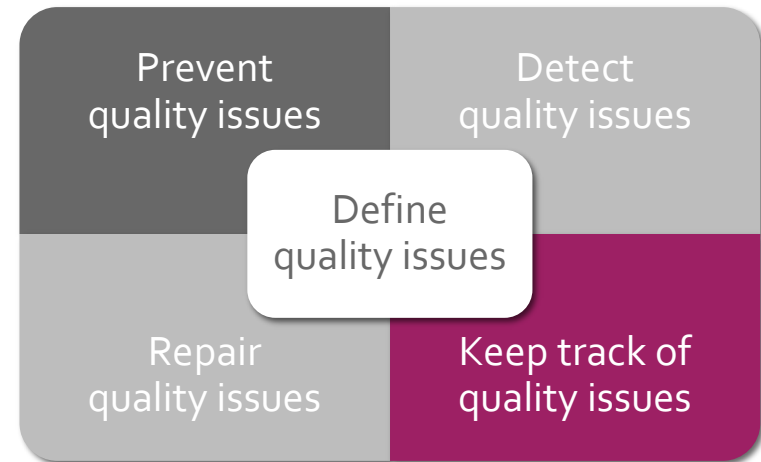 Prevent
quality issues
Detect
quality issues
Define
quality issues
Repair
quality issues
Keep track of
quality issues